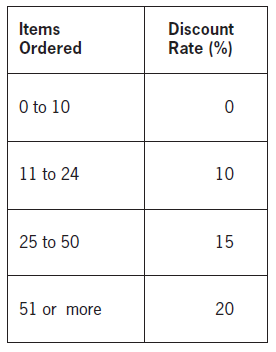 Items Ordered
Discount Rate (%)
0 to 10 0
11 to 24 10
25 to 50 15
51 or more 20